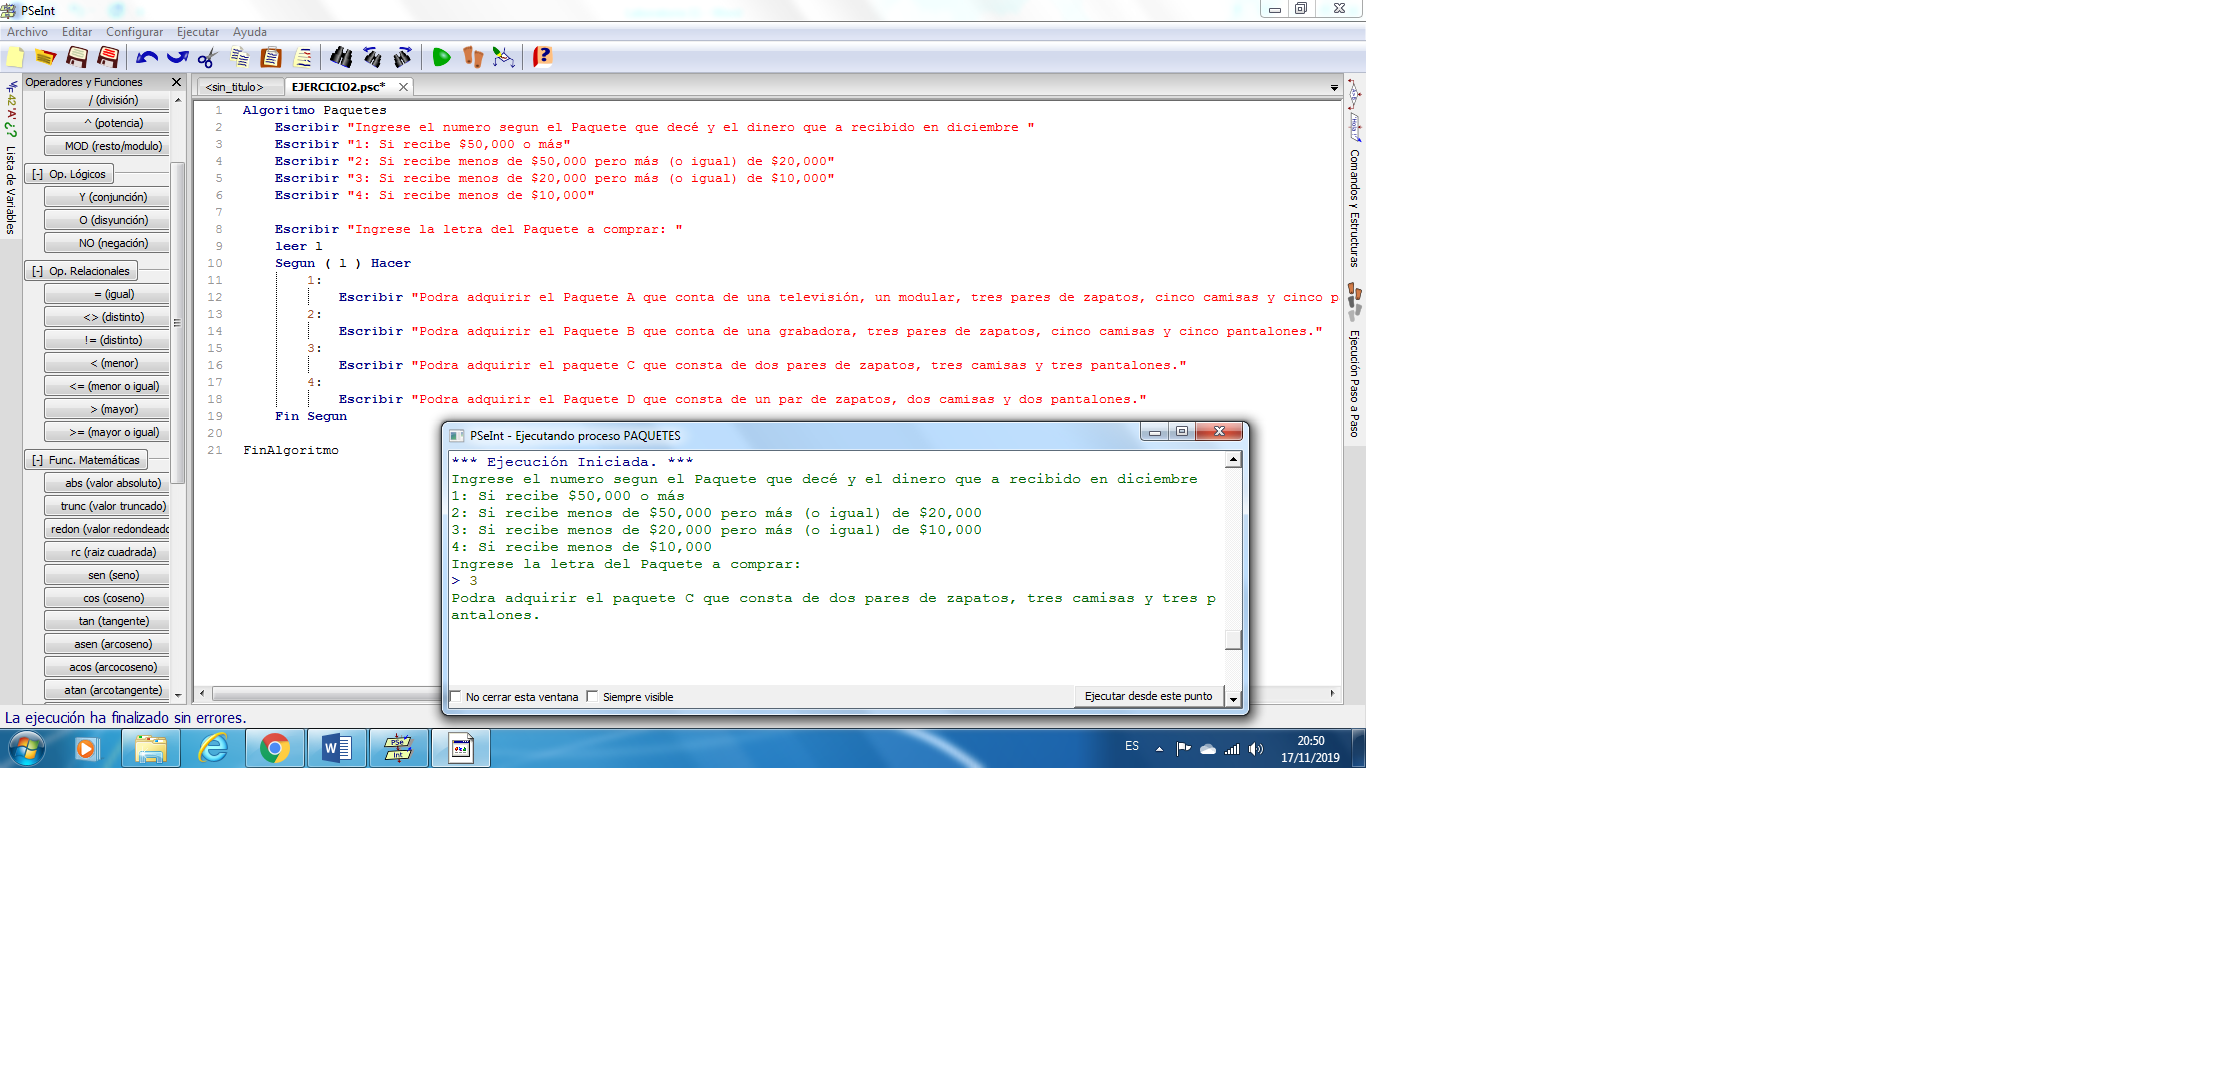 PSeInt
Archivo Editar Configurar Ejecutar Ayuda
Operadores y Funciones
<sin_titulo> EJERCICIO2.psc*
Lista de Variables
/ (división)
^ (potencia)
MOD (resto/modulo)
[-] Op. Lógicos
Y (conjunción)
O (disyunción)
NO (negación)
[-] Op. Relacionales
= (igual)
<> (distinto)
!= (distinto)
< (menor)
<= (menor o igual)
> (mayor)
>= (mayor o igual)
[-] Func. Matemáticas
abs (valor absoluto)
trunc (valor truncado)
redon (valor redondeado
rc (raiz cuadrada)
sen (seno)
cos (coseno)
tan (tangente)
asen (arcoseno)
acos (arcocoseno)
atan (arcotangente)
1 Algoritmo Paquetes
2 Escribir "Ingrese el numero segun el Paquete que decé y el dinero que a recibido en diciembre "
3 Escribir "1: Si recibe $50,000 o más"
4 Escribir "2: Si recibe menos de $50,000 pero más (o igual) de $20,000"
5 Escribir "3: Si recibe menos de $20,000 pero más (o igual) de $10,000"
6 Escribir "4: Si recibe menos de $10,000"
7
8 Escribir "Ingrese la letra del Paquete a comprar: "
9 leer l
10 Segun ( l ) Hacer
11 1:
12 Escribir "Podra adquirir el Paquete A que conta de una televisión, un modular, tres pares de zapatos, cinco camisas y cinco p
13 2:
14 Escribir "Podra adquirir el Paquete B que conta de una grabadora, tres pares de zapatos, cinco camisas y cinco pantalones."
15 3:
16 Escribir "Podra adquirir el paquete C que consta de dos pares de zapatos, tres camisas y tres pantalones."
17 4:
18 Escribir "Podra adquirir el Paquete D que consta de un par de zapatos, dos camisas y dos pantalones."
19 Fin Segun
20
21 FinAlgoritmo
Comandos y Estructuras
Ejecución Paso a Paso
PSeInt - Ejecutando proceso PAQUETES
*** Ejecución Iniciada. ***
Ingrese el numero segun el Paquete que decé y el dinero que a recibido en diciembre
1: Si recibe $50,000 o más
2: Si recibe menos de $50,000 pero más (o igual) de $20,000
3: Si recibe menos de $20,000 pero más (o igual) de $10,000
4: Si recibe menos de $10,000
Ingrese la letra del Paquete a comprar:
> 3
Podra adquirir el paquete C que consta de dos pares de zapatos, tres camisas y tres p
antalones.
No cerrar esta ventana Siempre visible Ejecutar desde este punto
La ejecución ha finalizado sin errores.
ES
20:50
17/11/2019